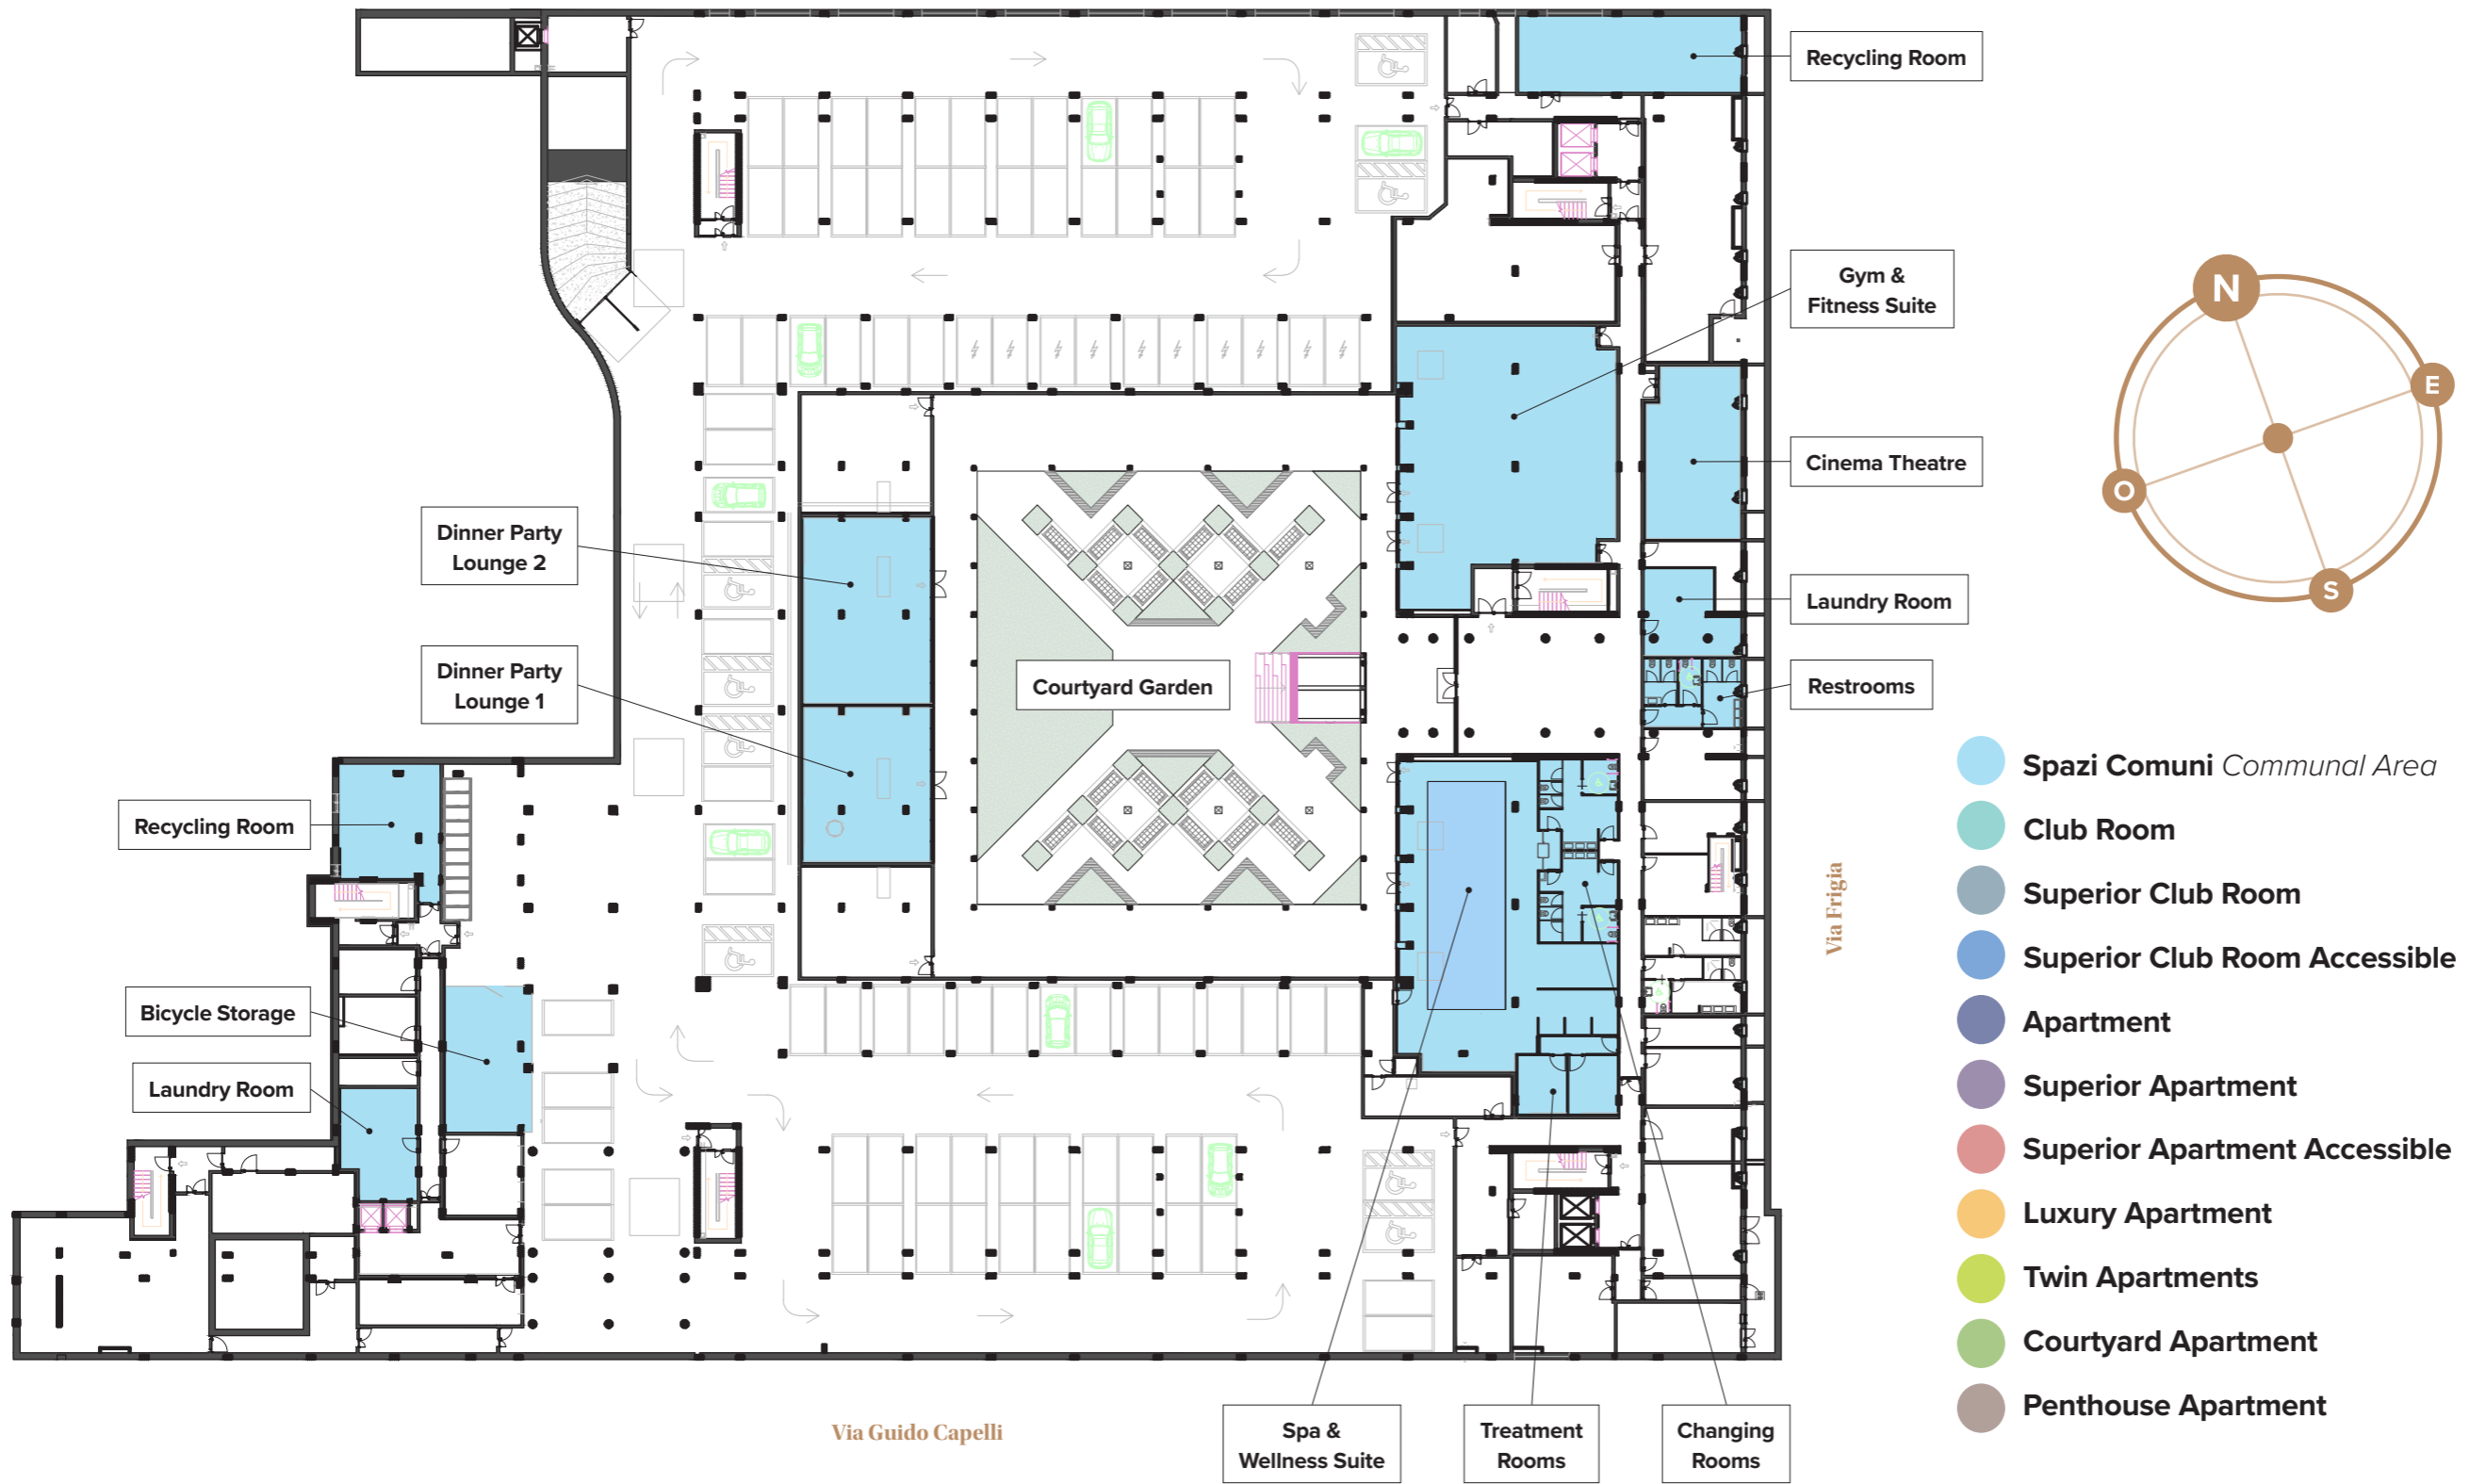 Recycling Room
Gym &
Fitness Suite
N
E
Cinema Theatre
O
Dinner Party
Lounge 2
Laundry Room
S
Dinner Party
Lounge 1
Courtyard Garden
Restrooms
Recycling Room
Bicycle Storage
Laundry Room
Via Frigia
Spazi Comuni Communal Area
Club Room
Superior Club Room
Superior Club Room Accessible
Apartment
Superior Apartment
Superior Apartment Accessible
Luxury Apartment
Twin Apartments
Courtyard Apartment
Penthouse Apartment
Via Guido Capelli
Spa &
Wellness Suite
Treatment
Rooms
Changing
Rooms